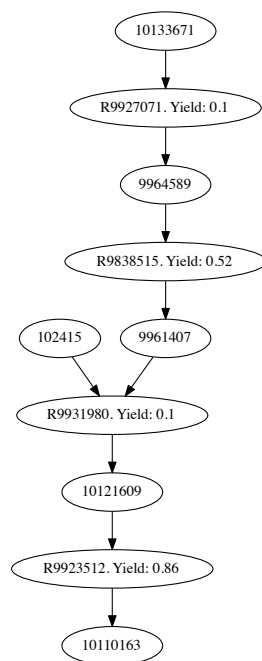 10133671
R9927071. Yield: 0.1
9964589
R9838515. Yield: 0.52
102415
9961407
R9931980. Yield: 0.1
10121609
R9923512. Yield: 0.86
10110163